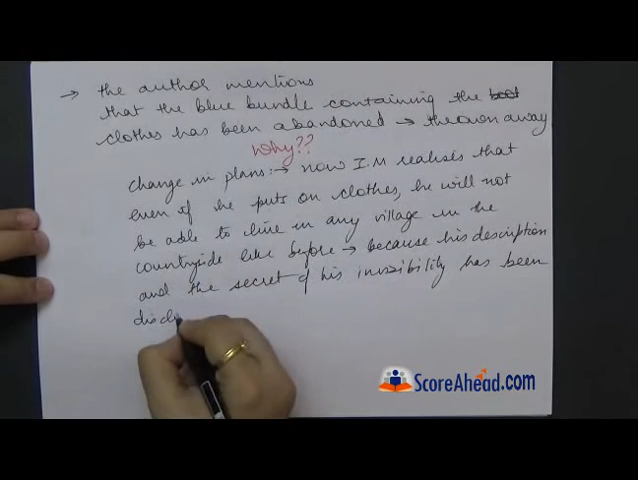 → the author mentions
that the blue bundle containing the
clothes has been abandoned → thrown away
Why??
change in plans:→ now I.M realises that
even if he puts on clothes, he will not
be able to live in any village in the
countryside like before → because his description
and the secret of his invisibility has been
discl
ScoreAhead.com